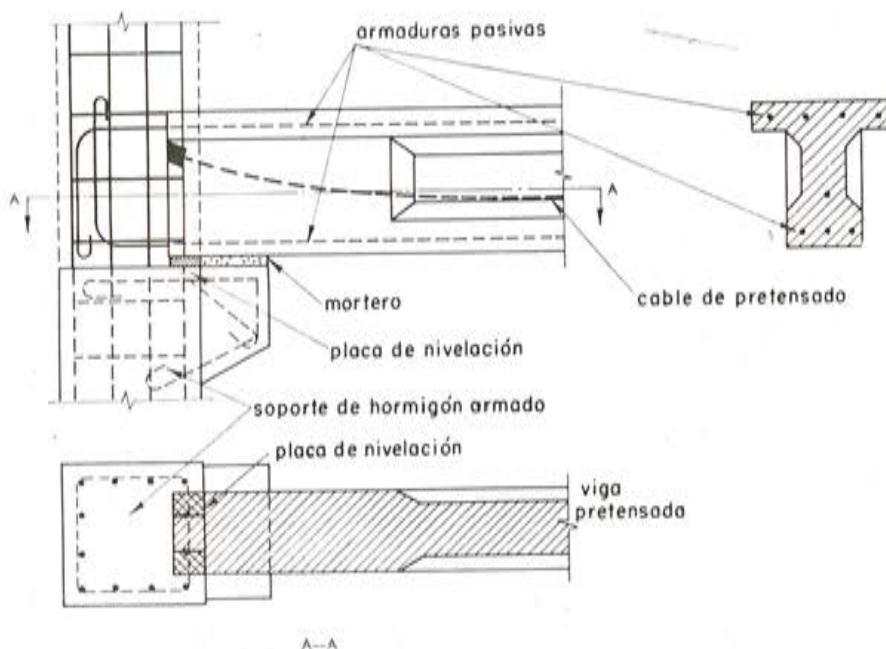 armaduras pasivas
A
A
mortero
cable de pretensado
placa de nivelación
soporte de hormigón armado
placa de nivelación
viga
pretensada
A--A